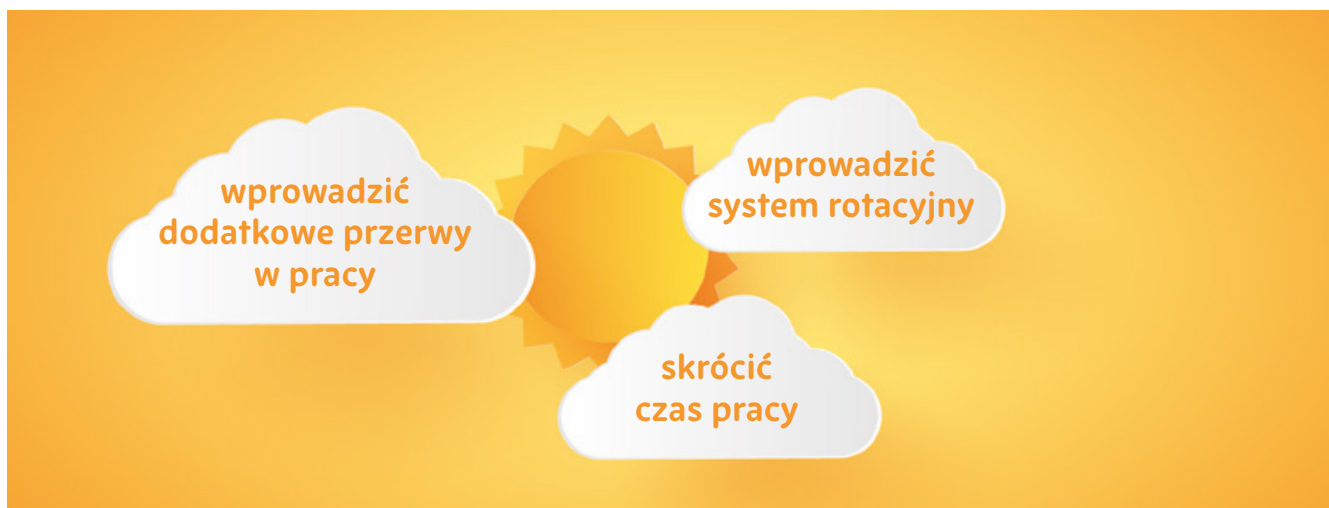 wprowadzić
dodatkowe przerwy
w pracy
wprowadzić
system rotacyjny
skrócić
czas pracy